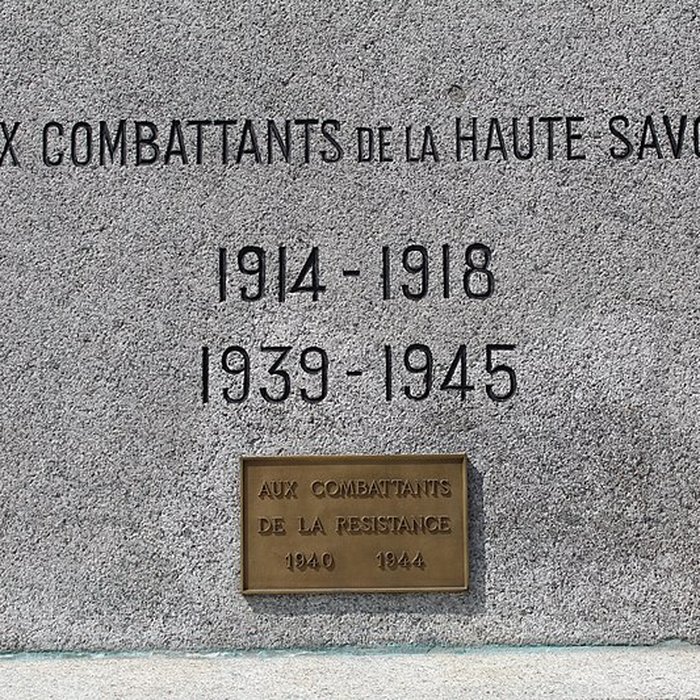 X COMBATTANTS DE LA HAUTE SAVO
1914 - 1918
1939 - 1945
AUX COMBATTANTS
DE LA RESISTANCE
1940 1944